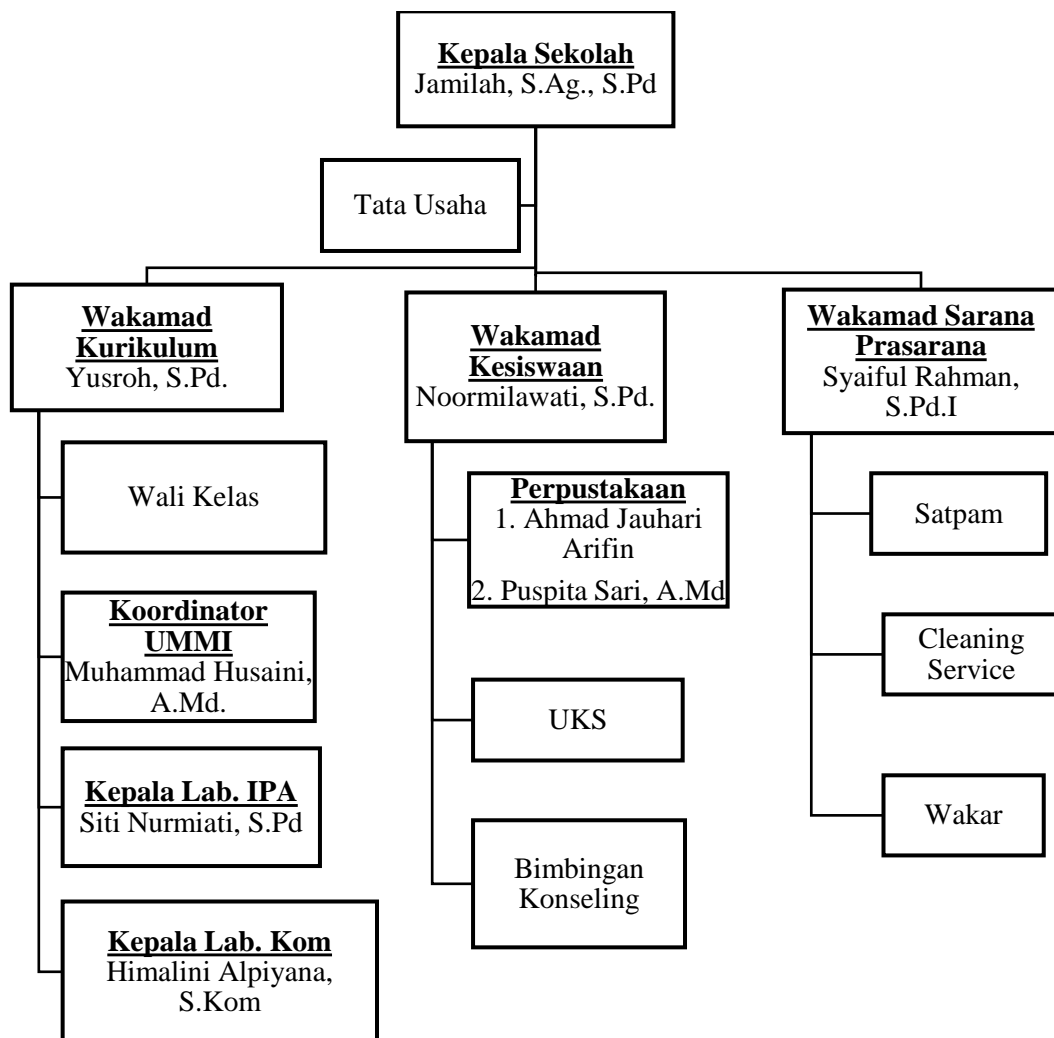 Kepala Sekolah
Jamilah, S.Ag., S.Pd
Tata Usaha
Wakamad
Kurikulum
Yusroh, S.Pd.
Wakamad
Kesiswaan
Noormilawati, S.Pd.
Wakamad Sarana
Prasarana
Syaiful Rahman,
S.Pd.I
Wali Kelas
Koordinator
UMMI
Muhammad Husaini,
A.Md.
Kepala Lab. IPA
Siti Nurmiati, S.Pd
Kepala Lab. Kom
Himalini Alpiyana,
S.Kom
Perpustakaan
1. Ahmad Jauhari
Arifin
2. Puspita Sari, A.Md
UKS
Bimbingan
Konseling
Satpam
Cleaning
Service
Wakar